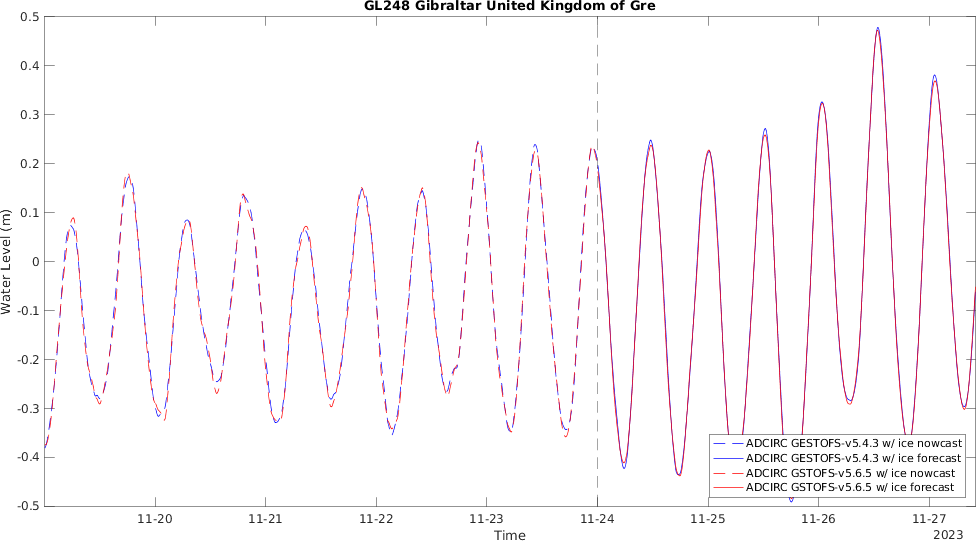 GL248 Gibraltar United Kingdom of Gre
0.5
0.4
0.3
0.2
0.1
0
-0.1
-0.2
-0.3
-0.4
-0.5
Water Level (m)
ADCIRC GESTOFS-v5.4.3 w/ ice nowcast
ADCIRC GESTOFS-v5.4.3 w/ ice forecast
ADCIRC GSTOFS-v5.6.5 w/ ice nowcast
ADCIRC GSTOFS-v5.6.5 w/ ice forecast
11-20 11-21 11-22 11-23 11-24 11-25 11-26 11-27
Time
2023